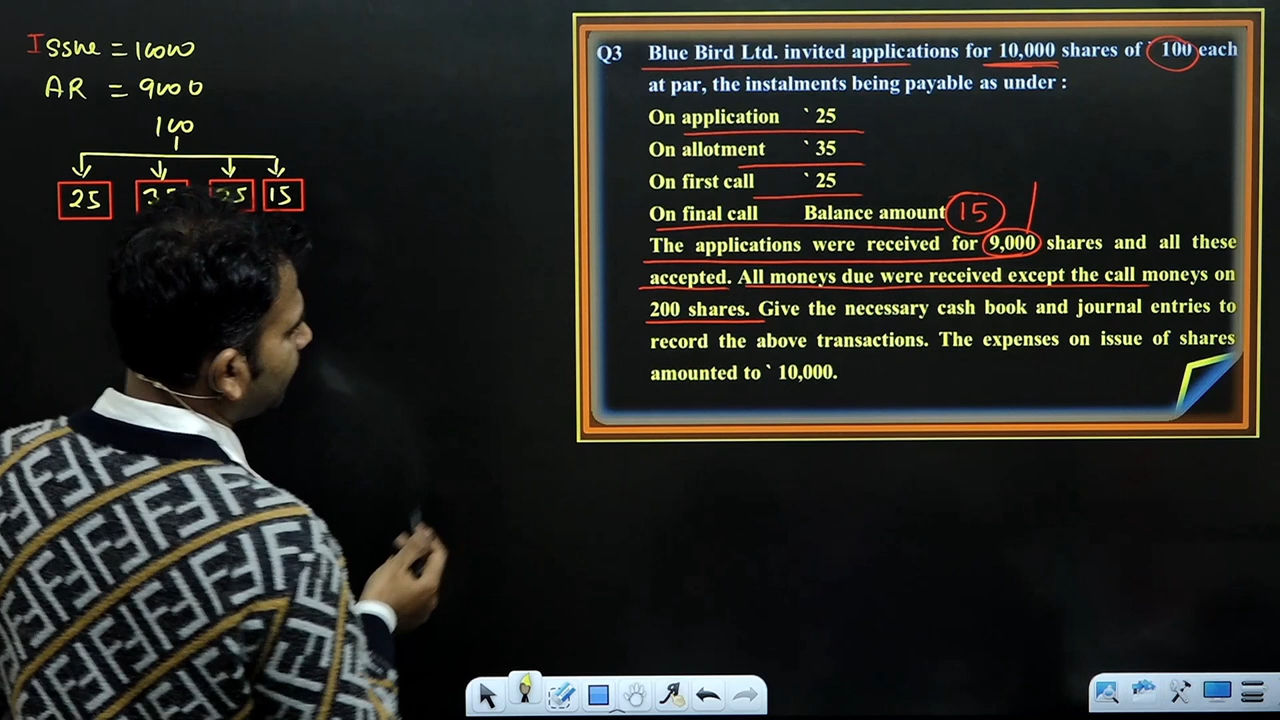 Issue = 10000
AR = 9000
100
25 35 25 15
Q3 Blue Bird Ltd. invited applications for 10,000 shares of ` 100 each
at par, the instalments being payable as under :
On application ` 25
On allotment ` 35
On first call ` 25
On final call Balance amount 15
The applications were received for 9,000 shares and all these
accepted. All moneys due were received except the call moneys on
200 shares. Give the necessary cash book and journal entries to
record the above transactions. The expenses on issue of shares
amounted to ` 10,000.